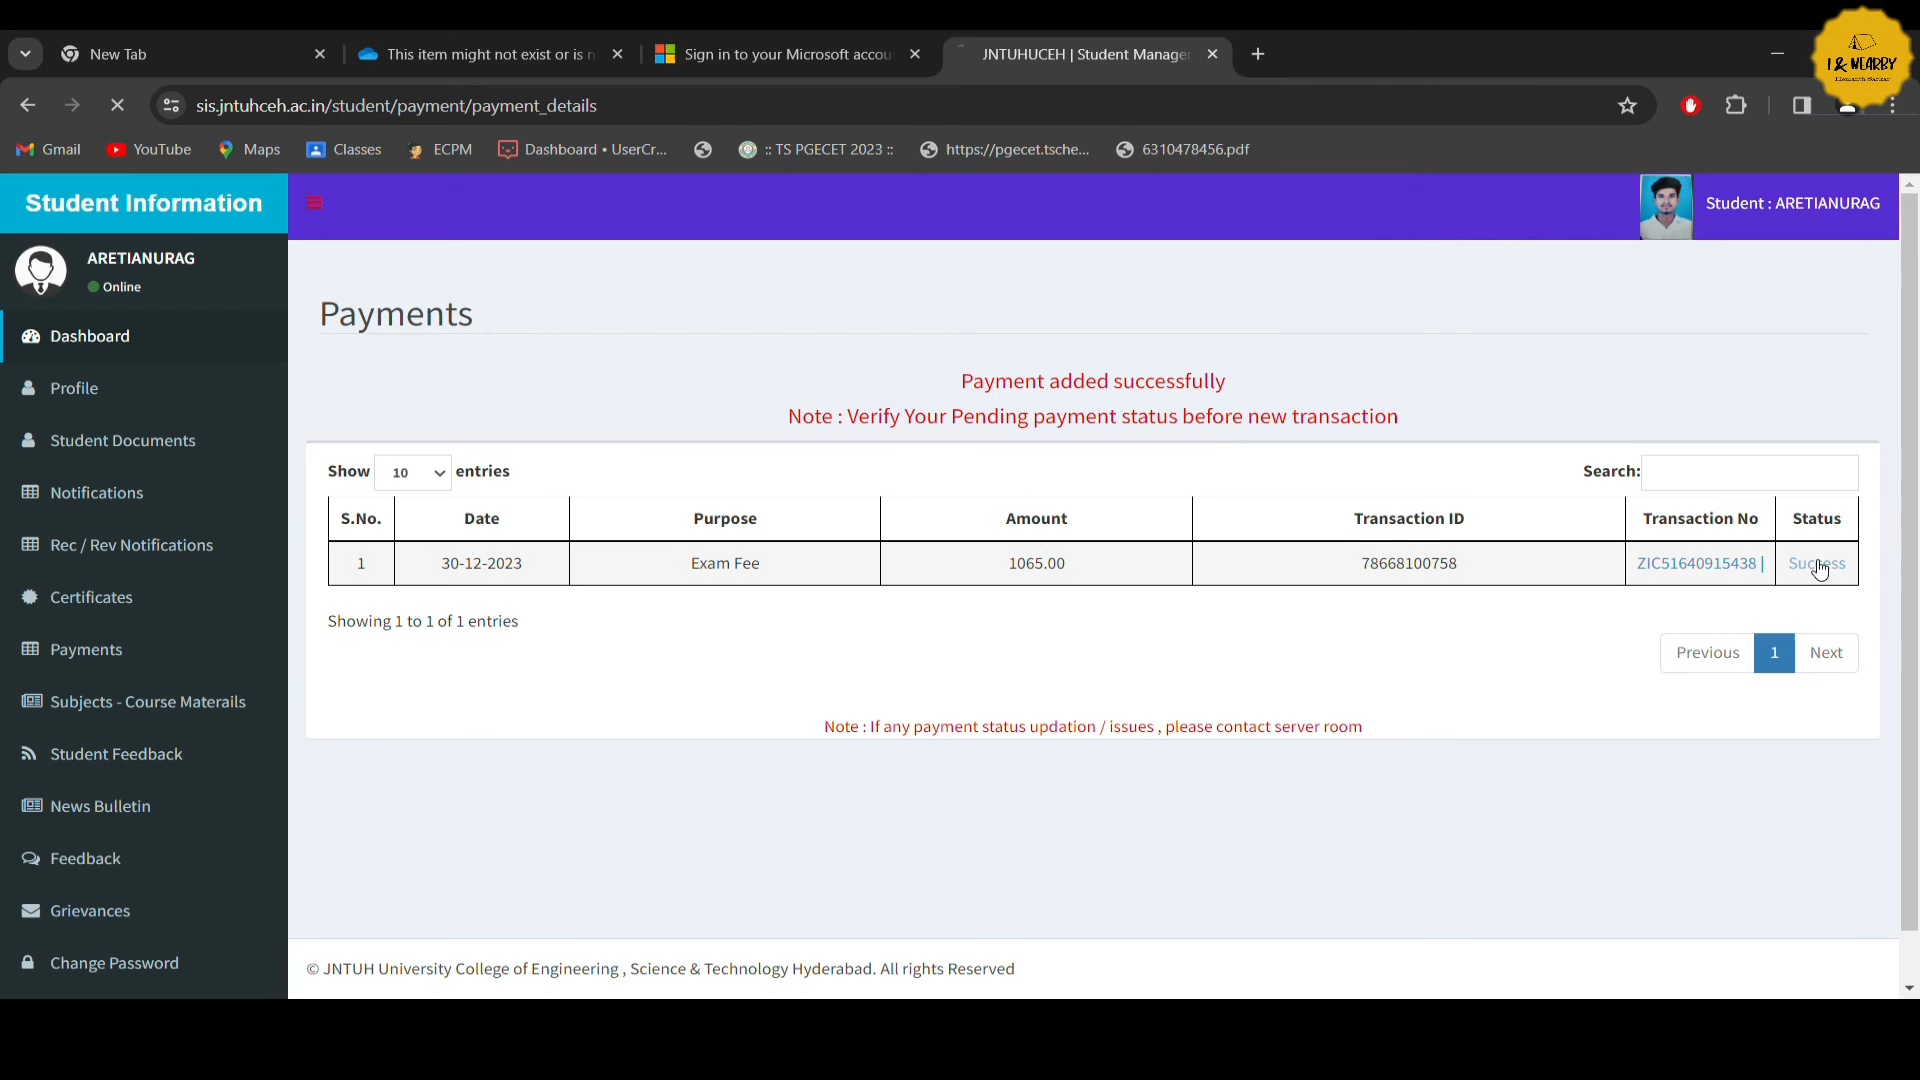 New Tab
This item might not exist or is n
Sign in to your Microsoft accou
JNTUHUCEH | Student Manage
I & NEARBY
sis.jntuhceh.ac.in/student/payment/payment_details
Gmail
YouTube
Maps
Classes
ECPM
Dashboard • UserCr...
:: TS PGECET 2023 ::
https://pgecet.tsche...
6310478456.pdf
Student Information
Student : ARETIANURAG
ARETIANURAG
Online
Dashboard
Profile
Student Documents
Notifications
Rec / Rev Notifications
Certificates
Payments
Subjects - Course Materails
Student Feedback
News Bulletin
Feedback
Grievances
Change Password
Payments
Payment added successfully
Note : Verify Your Pending payment status before new transaction
Show 10 entries
Search:
S.No. Date Purpose Amount Transaction ID Transaction No Status
1 30-12-2023 Exam Fee 1065.00 78668100758 ZIC51640915438 | Success
Showing 1 to 1 of 1 entries
Previous 1 Next
Note : If any payment status updation / issues , please contact server room
© JNTUH University College of Engineering , Science & Technology Hyderabad. All rights Reserved